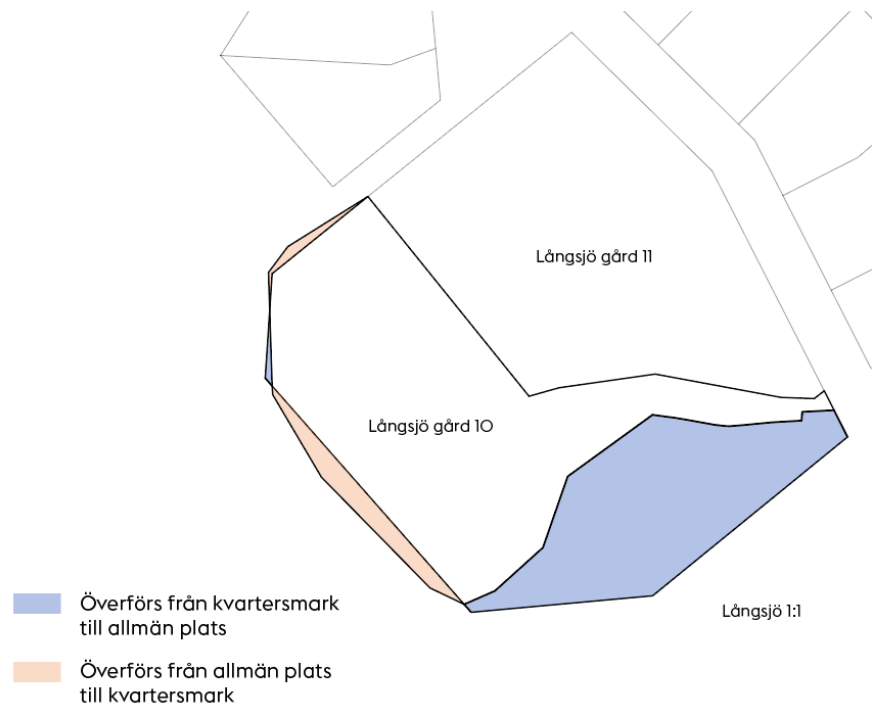 Långsjö gård 11
Långsjö gård 10
Långsjö 1:1
Överförs från kvartersmark
till allmän plats
Överförs från allmän plats
till kvartersmark